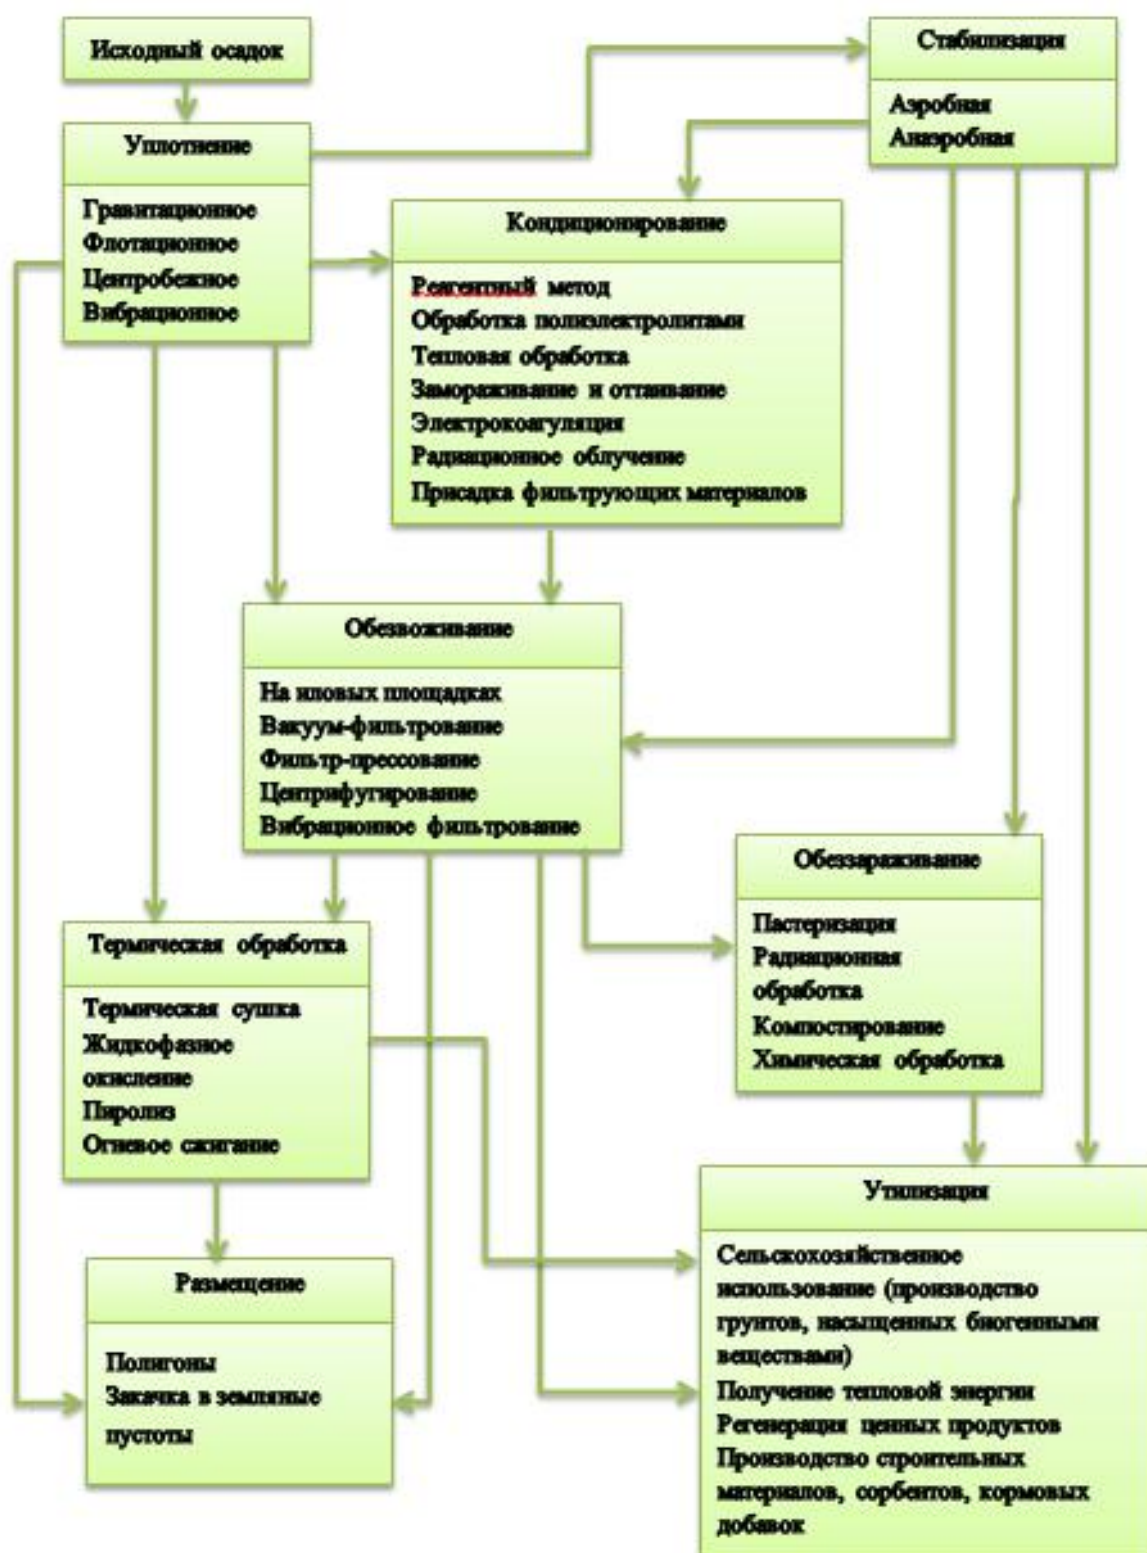 Исходный осадок
Стабилизация
Аэробная
Анаэробная
Уплотнение
Гравитационное
Флотационное
Центробежное
Вибрационное
Кондиционирование
Реагентный метод
Обработка полиэлектролитами
Тепловая обработка
Замораживание и оттаивание
Электрокоагуляция
Радиационное облучение
Присадка фильтрующих материалов
Обезвоживание
На иловых площадках
Вакуум-фильтрование
Фильтр-прессование
Центрифугирование
Вибрационное фильтрование
Обеззараживание
Пастеризация
Радиационная
обработка
Компостирование
Химическая обработка
Термическая обработка
Термическая сушка
Жидкофазное
окисление
Пиролиз
Огневое сжигание
Утилизация
Сельскохозяйственное
использование (производство
грунтов, насыщенных биогенными
веществами)
Получение тепловой энергии
Регенерация ценных продуктов
Производство строительных
материалов, сорбентов, кормовых
добавок
Размещение
Полигоны
Закачка в земляные
пустоты